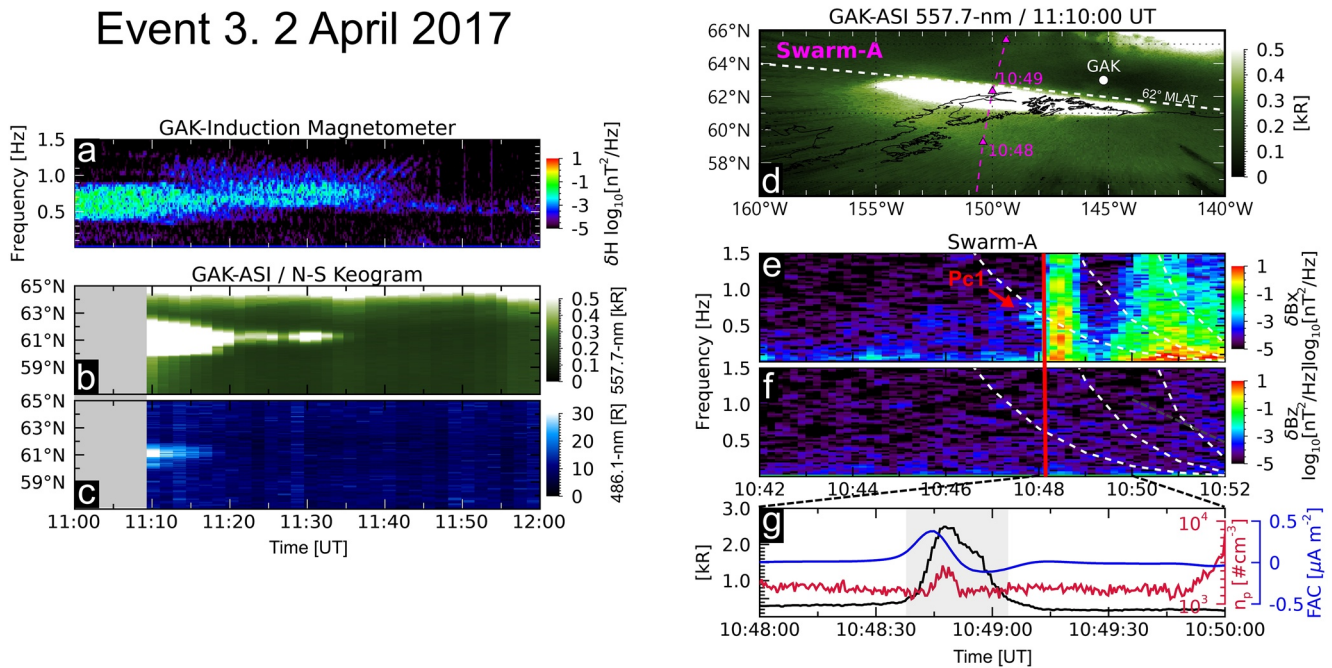 Event 3. 2 April 2017
GAK-Induction Magnetometer
a
Frequency [Hz]
1.5
1.0
0.5
1
-1
-3
-5
δH log10[nT²/Hz]
GAK-ASI / N-S Keogram
b
65°N
63°N
61°N
59°N
0.5
0.4
0.3
0.2
0.1
0
557.7-nm [kR]
c
65°N
63°N
61°N
59°N
30
20
10
0
486.1-nm [R]
11:00 11:10 11:20 11:30 11:40 11:50 12:00
Time [UT]
GAK-ASI 557.7-nm / 11:10:00 UT
66°N
64°N
62°N
60°N
58°N
Swarm-A
GAK
10:49
62° MLAT
10:48
d
160°W 155°W 150°W 145°W 140°W
0.5
0.4
0.3
0.2
0.1
0
[kR]
Swarm-A
e
Pc1
Frequency [Hz]
1.5
1.0
0.5
1
-1
-3
-5
δBx
log10[nT²/Hz]
f
1.5
1.0
0.5
1
-1
-3
-5
δBz
log10[nT²/Hz]
10:42 10:44 10:46 10:48 10:50 10:52
g
3.0
2.0
1.0
[kR]
10⁴
10³
np [#cm⁻³]
0.5
0
-0.5
FAC [μA m⁻²]
10:48:00 10:48:30 10:49:00 10:49:30 10:50:00
Time [UT]